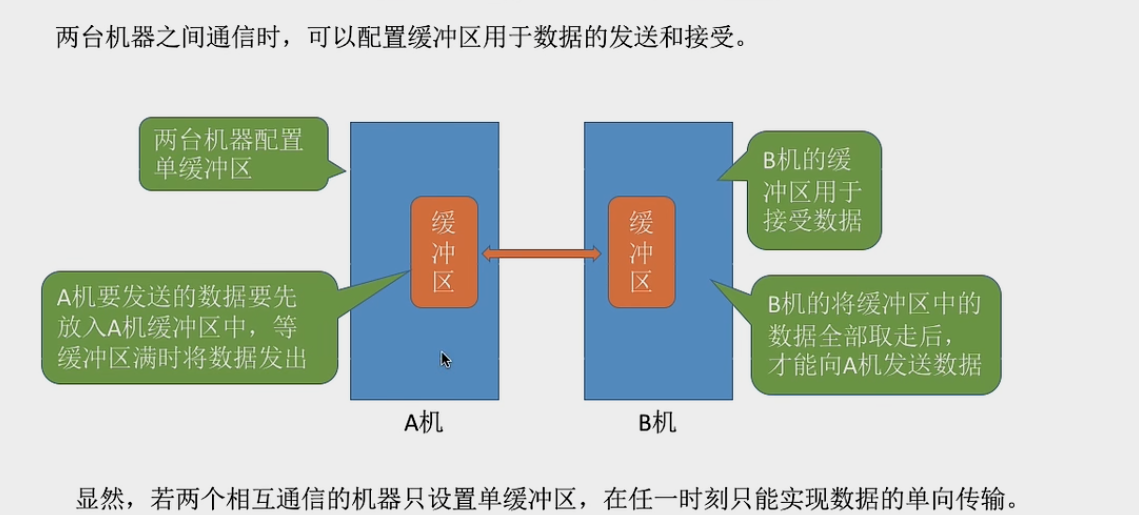 两台机器之间通信时，可以配置缓冲区用于数据的发送和接受。
两台机器配置
单缓冲区
B机的缓
冲区用于
接受数据
缓
冲
区
缓
冲
区
A机要发送的数据要先
放入A机缓冲区中，等
缓冲区满时将数据发出
B机的将缓冲区中的
数据全部取走后，
才能向A机发送数据
A机
B机
显然，若两个相互通信的机器只设置单缓冲区，在任一时刻只能实现数据的单向传输。